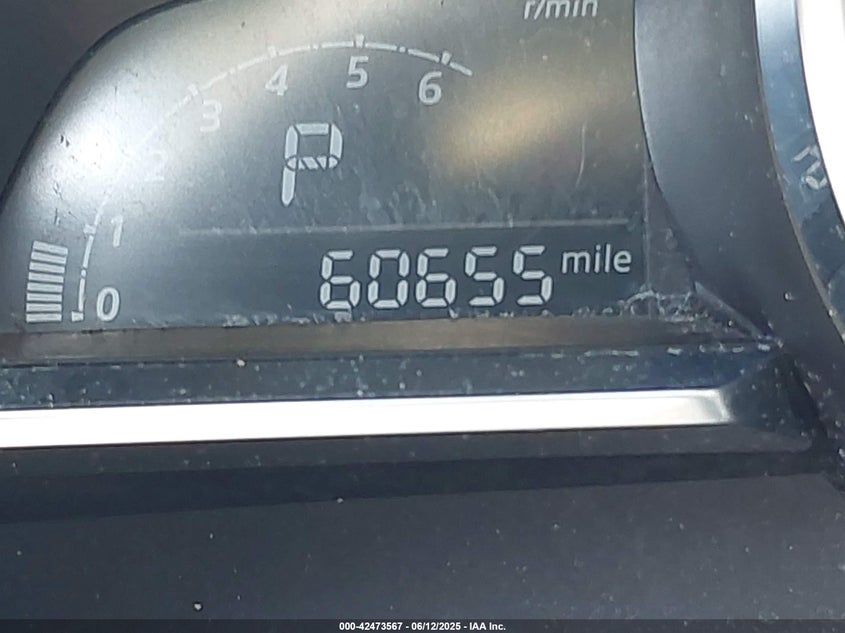 r/min
0 1 2 3 4 5 6
P
60655 mile
000-42473567 - 06/12/2025 - IAA Inc.